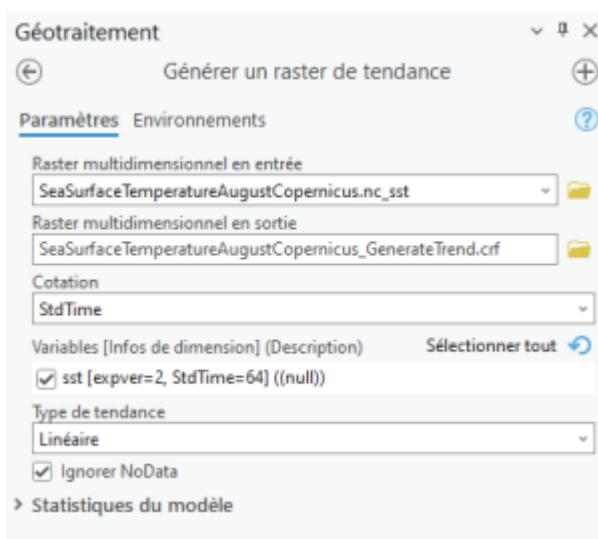 Géotraitement
Générer un raster de tendance
Paramètres Environnements
Raster multidimensionnel en entrée
SeaSurfaceTemperatureAugustCopernicus.nc_sst
Raster multidimensionnel en sortie
SeaSurfaceTemperatureAugustCopernicus_GenerateTrend.crf
Cotation
StdTime
Variables [Infos de dimension] (Description) Sélectionner tout
sst [expver=2, StdTime=64] ((null))
Type de tendance
Linéaire
Ignorer NoData
Statistiques du modèle